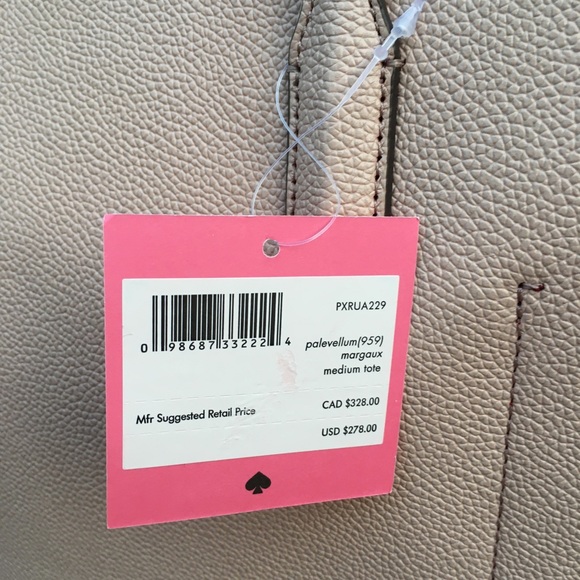 PXRUA229
0 98687 33222 4
palevellum(959)
margaux
medium tote
Mfr Suggested Retail Price
CAD $328.00
USD $278.00